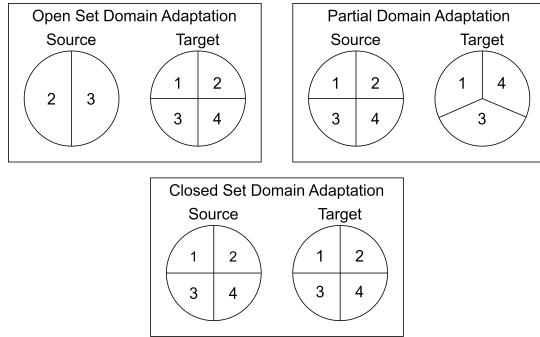 Open Set Domain Adaptation
Source Target
2 3
1 2
3 4
Partial Domain Adaptation
Source Target
1 2
3 4
1 4
3
Closed Set Domain Adaptation
Source Target
1 2
3 4
1 2
3 4